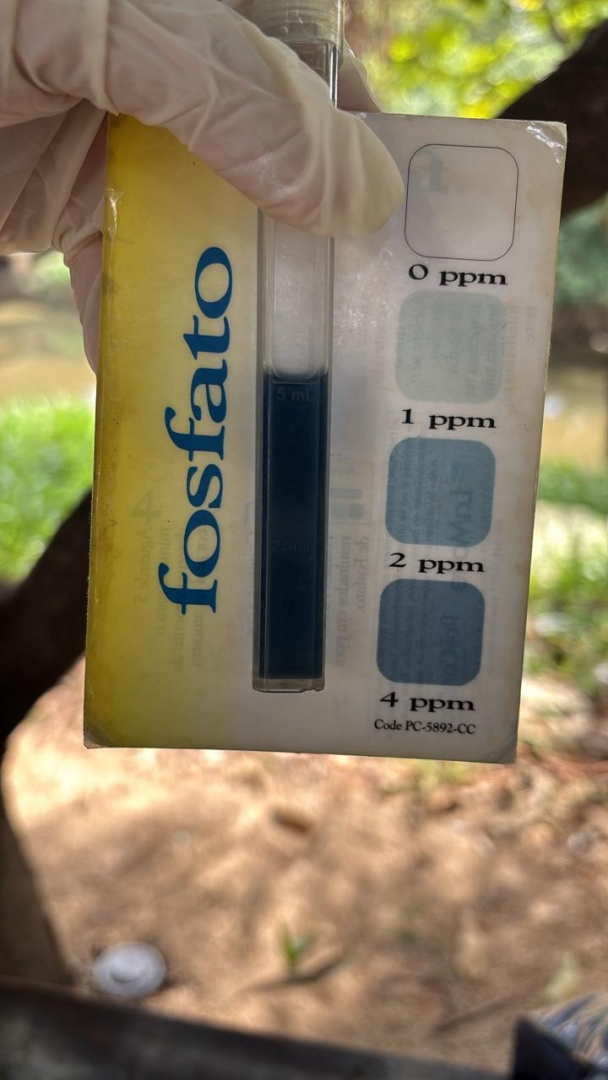 fosfato
5 ml
0 ppm
1 ppm
2 ppm
4 ppm
Code PC-5892-CC